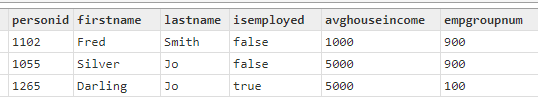 personid firstname lastname isemployed avghouseincome empgroupnum
1102 Fred Smith false 1000 900
1055 Silver Jo false 5000 900
1265 Darling Jo true 5000 100